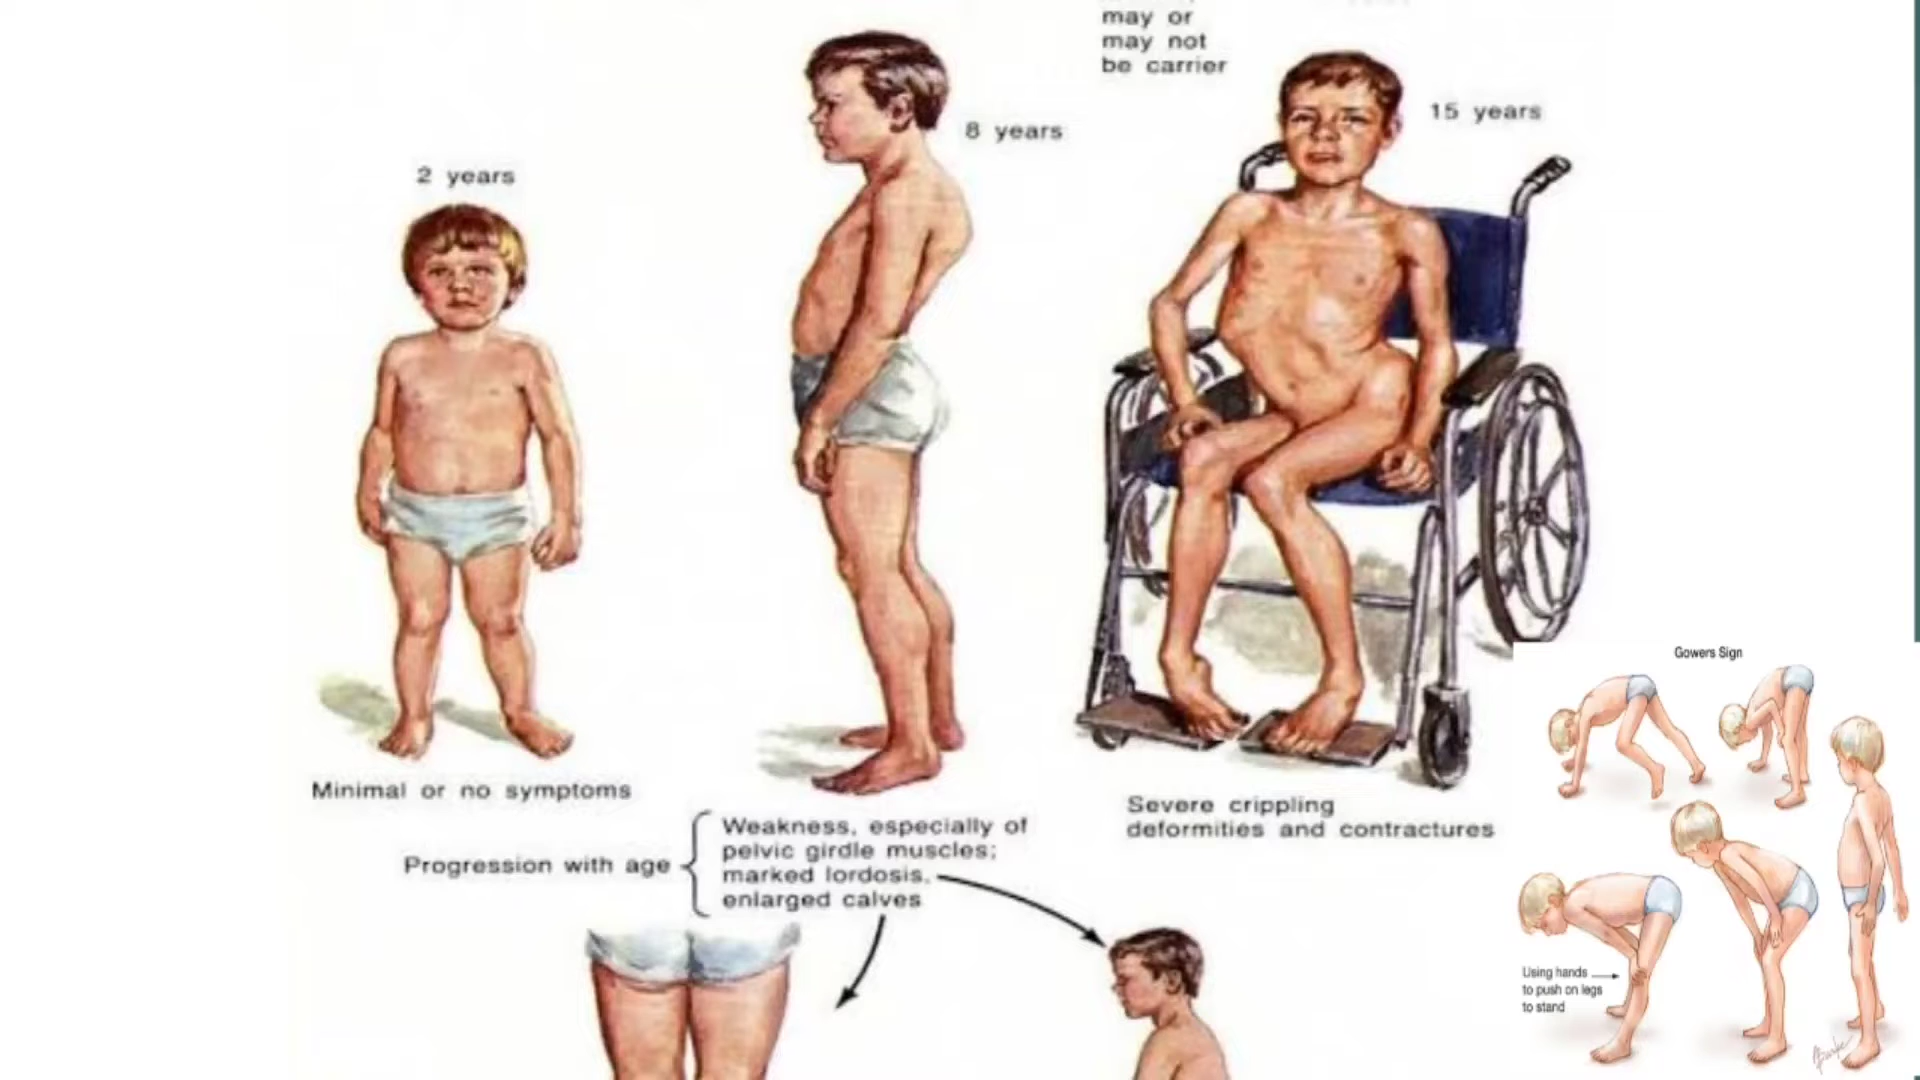 may or
may not
be carrier
15 years
8 years
2 years
Minimal or no symptoms
Progression with age
Weakness, especially of
pelvic girdle muscles;
marked lordosis,
enlarged calves
Severe crippling
deformities and contractures
Gowers Sign
Using hands
to push on legs
to stand